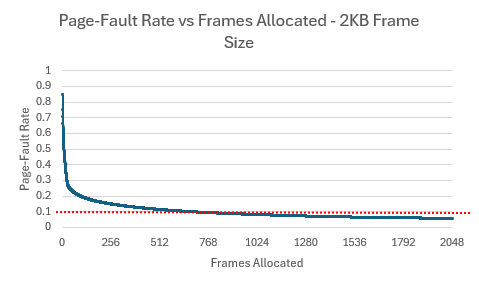 Page-Fault Rate vs Frames Allocated - 2KB Frame
Size
Page-Fault Rate
1
0.9
0.8
0.7
0.6
0.5
0.4
0.3
0.2
0.1
0
0 256 512 768 1024 1280 1536 1792 2048
Frames Allocated